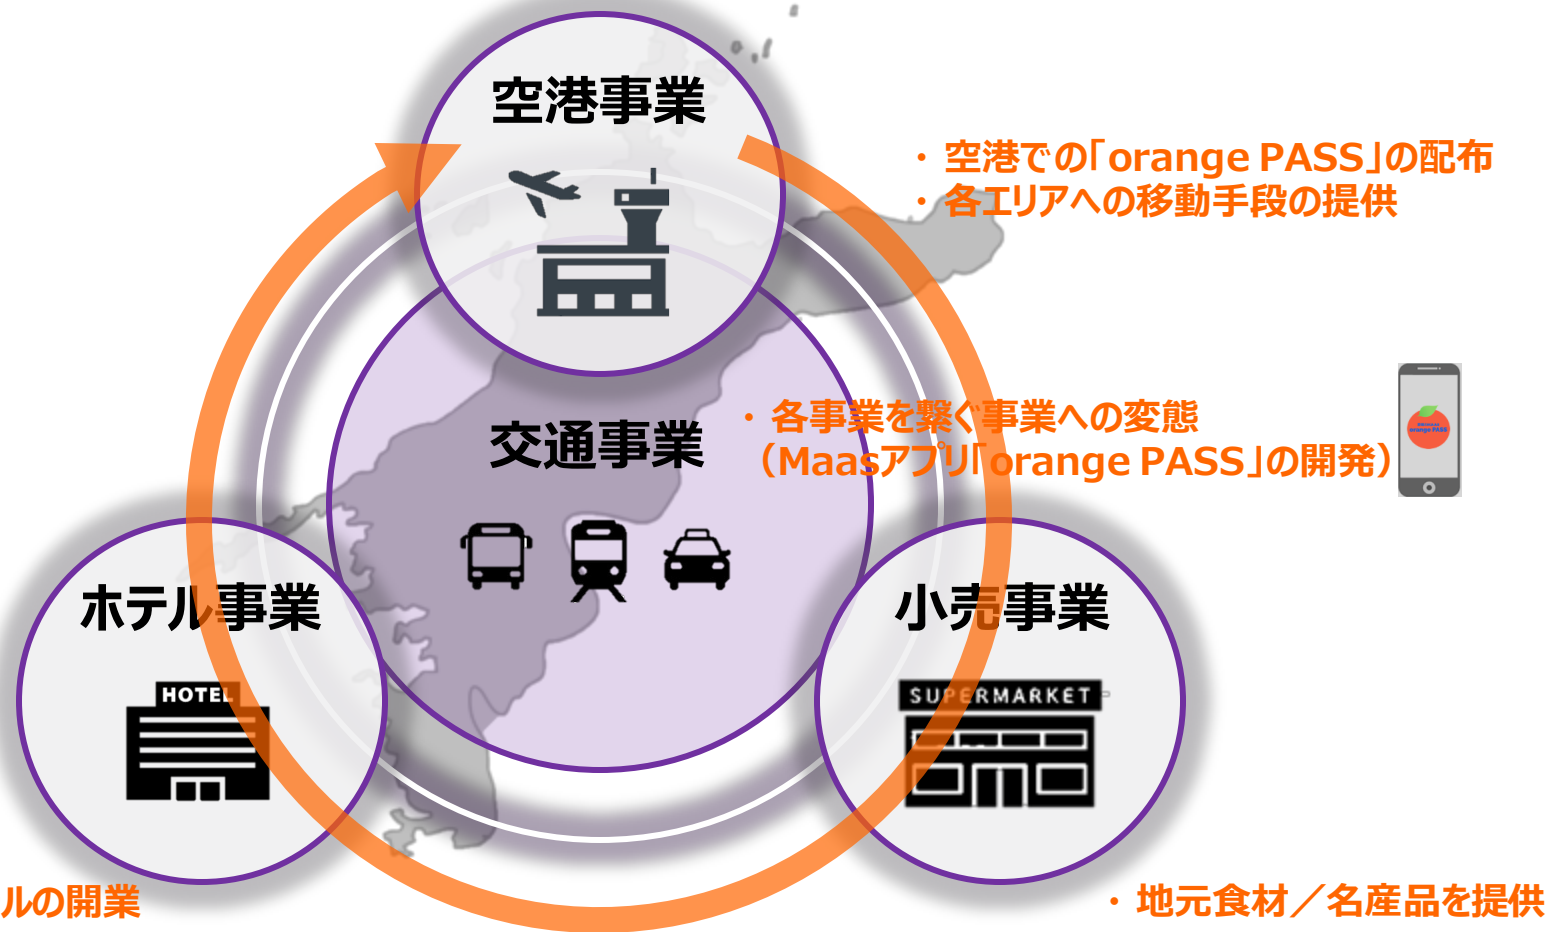 空港事業
・ 空港での「orange PASS」の配布
・ 各エリアへの移動手段の提供
・ 各事業を繋ぐ事業への変態
（Maasアプリ「orange PASS」の開発）
orange PASS
交通事業
ホテル事業
HOTEL
小売事業
SUPERMARKET
ルの開業
・ 地元食材／名産品を提供